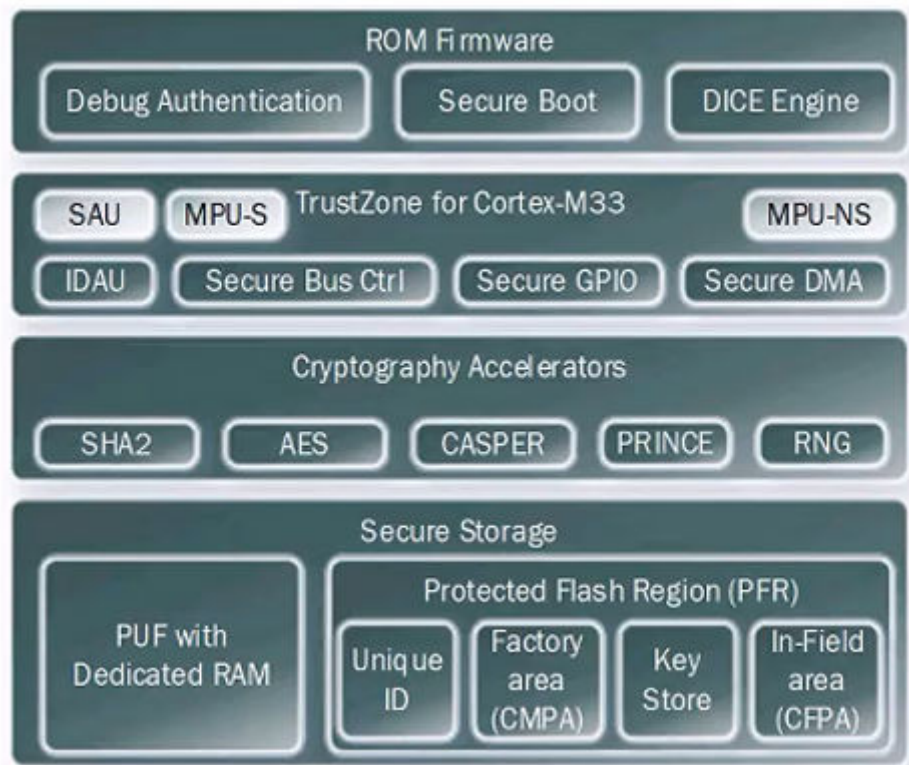 ROM Firmware
Debug Authentication
Secure Boot
DICE Engine
SAU
MPU-S
TrustZone for Cortex-M33
MPU-NS
IDAU
Secure Bus Ctrl
Secure GPIO
Secure DMA
Cryptography Accelerators
SHA2
AES
CASPER
PRINCE
RNG
Secure Storage
PUF with
Dedicated RAM
Protected Flash Region (PFR)
Unique
ID
Factory
area
(CMPA)
Key
Store
In-Field
area
(CFPA)